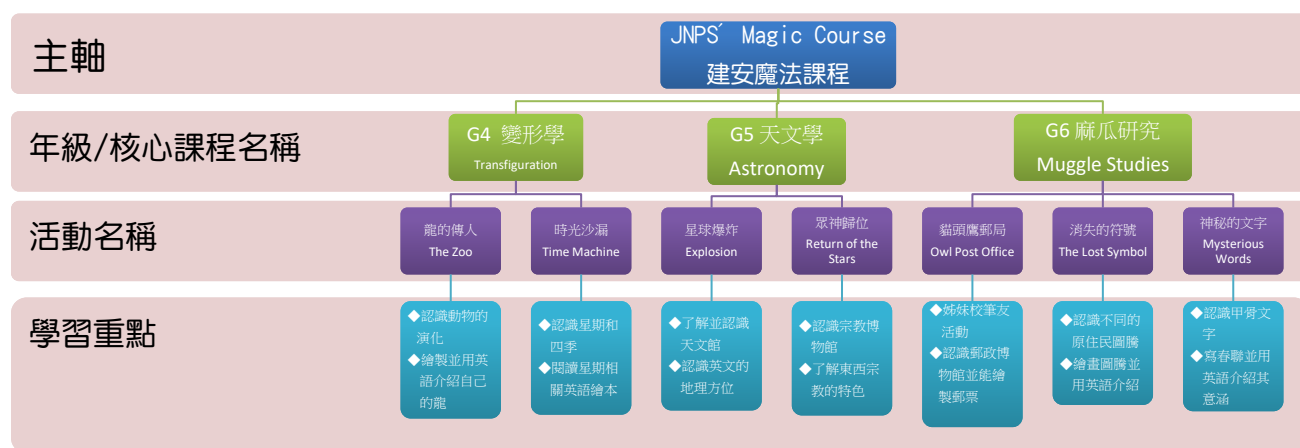 主軸
JNPS´ Magic Course
建安魔法課程
年級/核心課程名稱
G4 變形學
Transfiguration
G5 天文學
Astronomy
G6 麻瓜研究
Muggle Studies
活動名稱
龍的傳人
The Zoo
時光沙漏
Time Machine
星球爆炸
Explosion
眾神歸位
Return of the
Stars
貓頭鷹郵局
Owl Post Office
消失的符號
The Lost Symbol
神秘的文字
Mysterious
Words
學習重點
◆認識動物的
演化
◆繪製並用英
語介紹自己
的龍
◆認識星期和
四季
◆閱讀星期相
關英語繪本
◆了解並認識
天文館
◆認識英文的
地理方位
◆認識宗教博
物館
◆了解東西宗
教的特色
◆姊妹校筆友
活動
◆認識郵政博
物館並能繪
製郵票
◆認識不同的
原住民圖騰
◆繪畫圖騰並
用英語介紹
◆認識甲骨文
字
◆寫春聯並用
英語介紹其
意涵